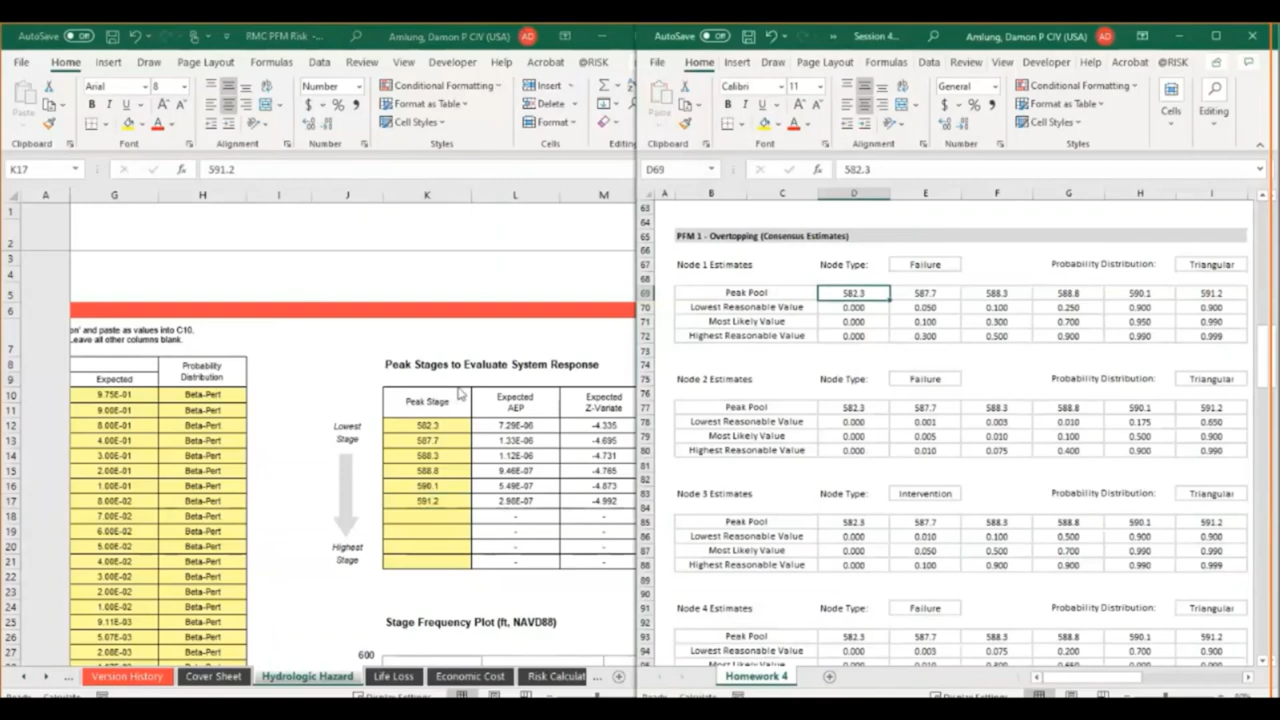 AutoSave Off RMC PFM Risk -... Amlung, Damon P CIV (USA) AD
File Home Insert Draw Page Layout Formulas Data Review View Developer Help Acrobat @RISK
Paste Arial 8 Number Conditional Formatting Insert
B I U $ % Format as Table Delete
Cell Styles Format
Clipboard Font Number Styles Cells Editing
K17 591.2
A G H I J K L M
on' and paste as values into C10.
Leave all other columns blank.
Expected Probability Distribution
9.75E-01 Beta-Pert
9.00E-01 Beta-Pert
8.00E-01 Beta-Pert
4.00E-01 Beta-Pert
3.00E-01 Beta-Pert
2.00E-01 Beta-Pert
1.00E-01 Beta-Pert
8.00E-02 Beta-Pert
7.00E-02 Beta-Pert
6.00E-02 Beta-Pert
5.00E-02 Beta-Pert
4.00E-02 Beta-Pert
3.00E-02 Beta-Pert
2.00E-02 Beta-Pert
1.00E-02 Beta-Pert
9.11E-03 Beta-Pert
5.07E-03 Beta-Pert
2.08E-03 Beta-Pert
Peak Stages to Evaluate System Response
Peak Stage Expected AEP Expected Z-Variate
Lowest Stage
582.3 7.29E-06 -4.335
587.7 1.33E-06 -4.695
588.3 1.12E-06 -4.731
588.8 9.46E-07 -4.765
590.1 5.49E-07 -4.873
591.2 2.98E-07 -4.992
- -
- -
- -
- -
Highest Stage
Stage Frequency Plot (ft, NAVD88)
600
... Version History Cover Sheet Hydrologic Hazard Life Loss Economic Cost Risk Calculat ...
AutoSave Off Session 4... Amlung, Damon P CIV (USA) AD
File Home Insert Draw Page Layout Formulas Data Review View Developer Help Acrobat @RISK
Paste Calibri 11 General Conditional Formatting
B I U $ % Format as Table Cells Editing
Cell Styles
Clipboard Font Number Styles
D69 582.3
A B C D E F G H I
PFM 1 - Overtopping (Consensus Estimates)
Node 1 Estimates Node Type: Failure Probability Distribution: Triangular
Peak Pool 582.3 587.7 588.3 588.8 590.1 591.2
Lowest Reasonable Value 0.000 0.050 0.100 0.250 0.900 0.900
Most Likely Value 0.000 0.100 0.300 0.700 0.950 0.990
Highest Reasonable Value 0.000 0.300 0.500 0.900 0.990 0.999
Node 2 Estimates Node Type: Failure Probability Distribution: Triangular
Peak Pool 582.3 587.7 588.3 588.8 590.1 591.2
Lowest Reasonable Value 0.000 0.001 0.003 0.010 0.175 0.650
Most Likely Value 0.000 0.005 0.010 0.100 0.500 0.900
Highest Reasonable Value 0.000 0.010 0.075 0.400 0.900 0.990
Node 3 Estimates Node Type: Intervention Probability Distribution: Triangular
Peak Pool 582.3 587.7 588.3 588.8 590.1 591.2
Lowest Reasonable Value 0.000 0.010 0.100 0.700 0.900 0.900
Most Likely Value 0.000 0.050 0.500 0.900 0.990 0.990
Highest Reasonable Value 0.000 0.100 0.900 0.990 0.990 0.999
Node 4 Estimates Node Type: Failure Probability Distribution: Triangular
Peak Pool 582.3 587.7 588.3 588.8 590.1 591.2
Lowest Reasonable Value 0.000 0.003 0.075 0.200 0.700 0.900
Homework 4